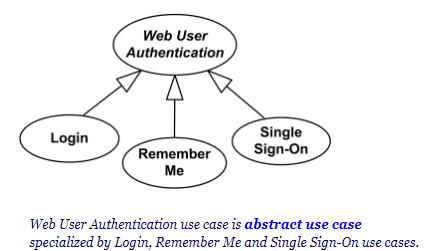 Web User
Authentication
Login
Remember
Me
Single
Sign-On
Web User Authentication use case is abstract use case
specialized by Login, Remember Me and Single Sign-On use cases.